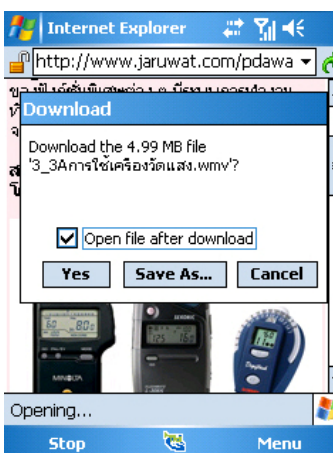 Internet Explorer
http://www.jaruwat.com/pdawa
Download
Download the 4.99 MB file
'3_3Aการใช้เครื่องวัดแสง.wmv'?
Open file after download
Yes Save As... Cancel
MINOLTA
SEKONIC
Digiflash
Opening...
Stop Menu